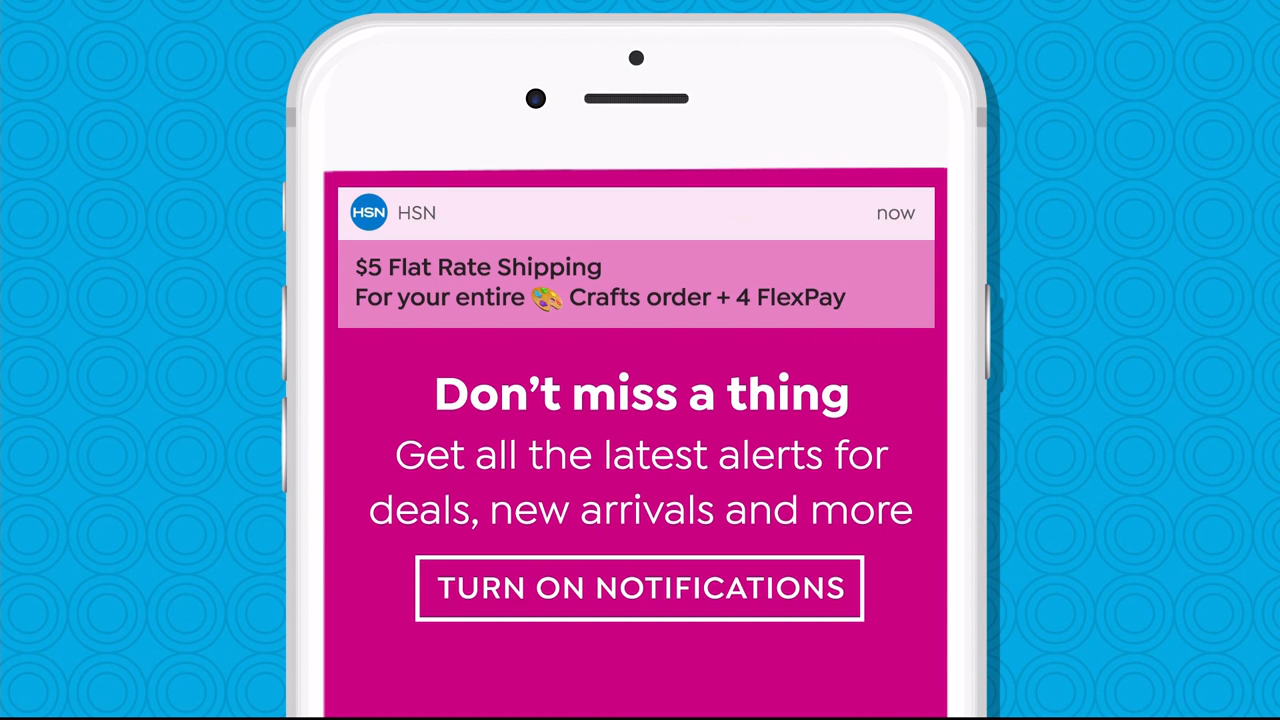 HSN HSN now
$5 Flat Rate Shipping
For your entire 🎨 Crafts order + 4 FlexPay
Don't miss a thing
Get all the latest alerts for
deals, new arrivals and more
TURN ON NOTIFICATIONS